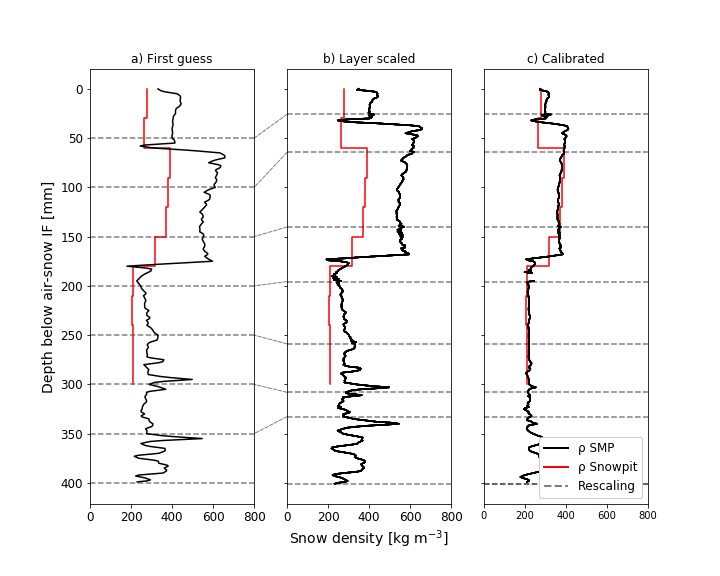 a) First guess
b) Layer scaled
c) Calibrated
Depth below air-snow IF [mm]
0
50
100
150
200
250
300
350
400
0 200 400 600 800
0 200 400 600 800
0 200 400 600 800
Snow density [kg m⁻³]
ρ SMP
ρ Snowpit
Rescaling